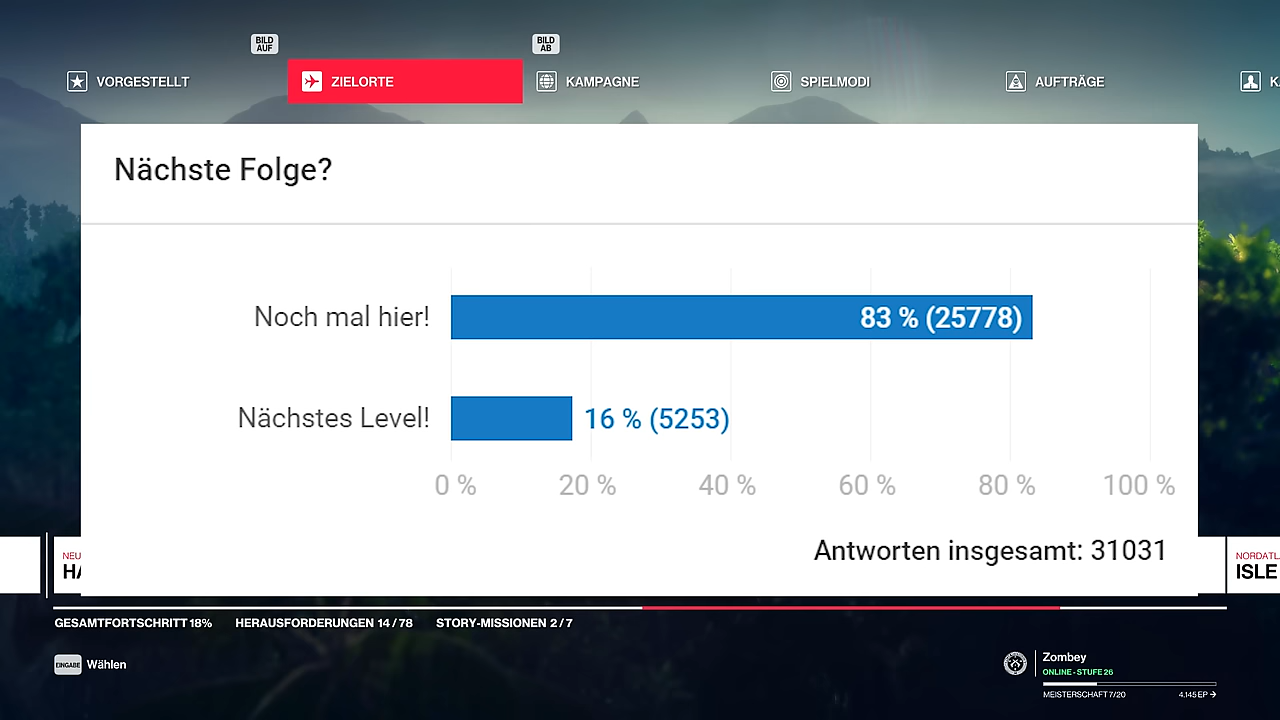 BILD AUF
BILD AB
VORGESTELLT
ZIELORTE
KAMPAGNE
SPIELMODI
AUFTRÄGE
Nächste Folge?
Noch mal hier!
83 % (25778)
Nächstes Level!
16 % (5253)
0 %
20 %
40 %
60 %
80 %
100 %
Antworten insgesamt: 31031
NEU
HA
NORDATL
ISLE
GESAMTFORTSCHRITT 18% HERAUSFORDERUNGEN 14 / 78 STORY-MISSIONEN 2 / 7
EINGABE Wählen
Zombey
ONLINE - STUFE 26
MEISTERSCHAFT 7/20 4.145 EP